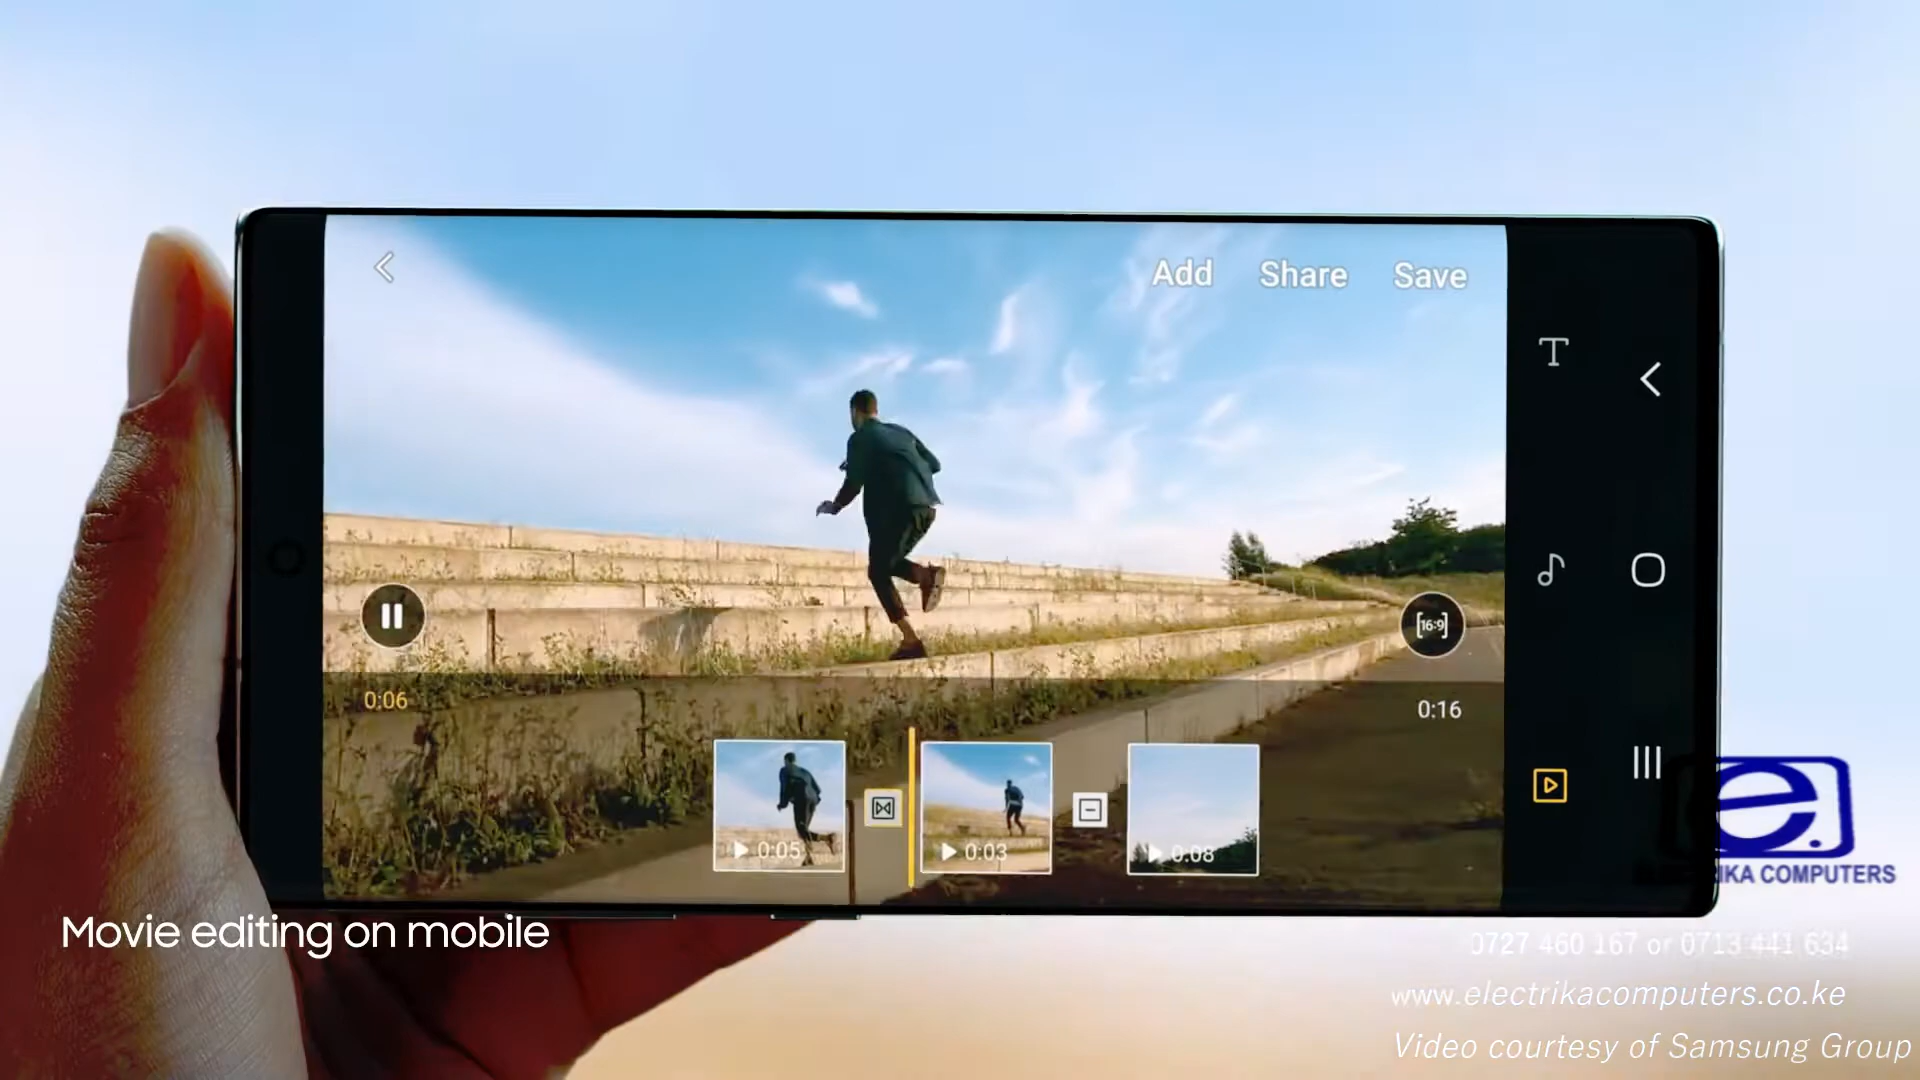 Add Share Save
T
16:9
0:06
0:16
0:05
0:03
0:08
e.
IKA COMPUTERS
Movie editing on mobile
0727 460 167 or 0713 441 634
www.electrikacomputers.co.ke
Video courtesy of Samsung Group